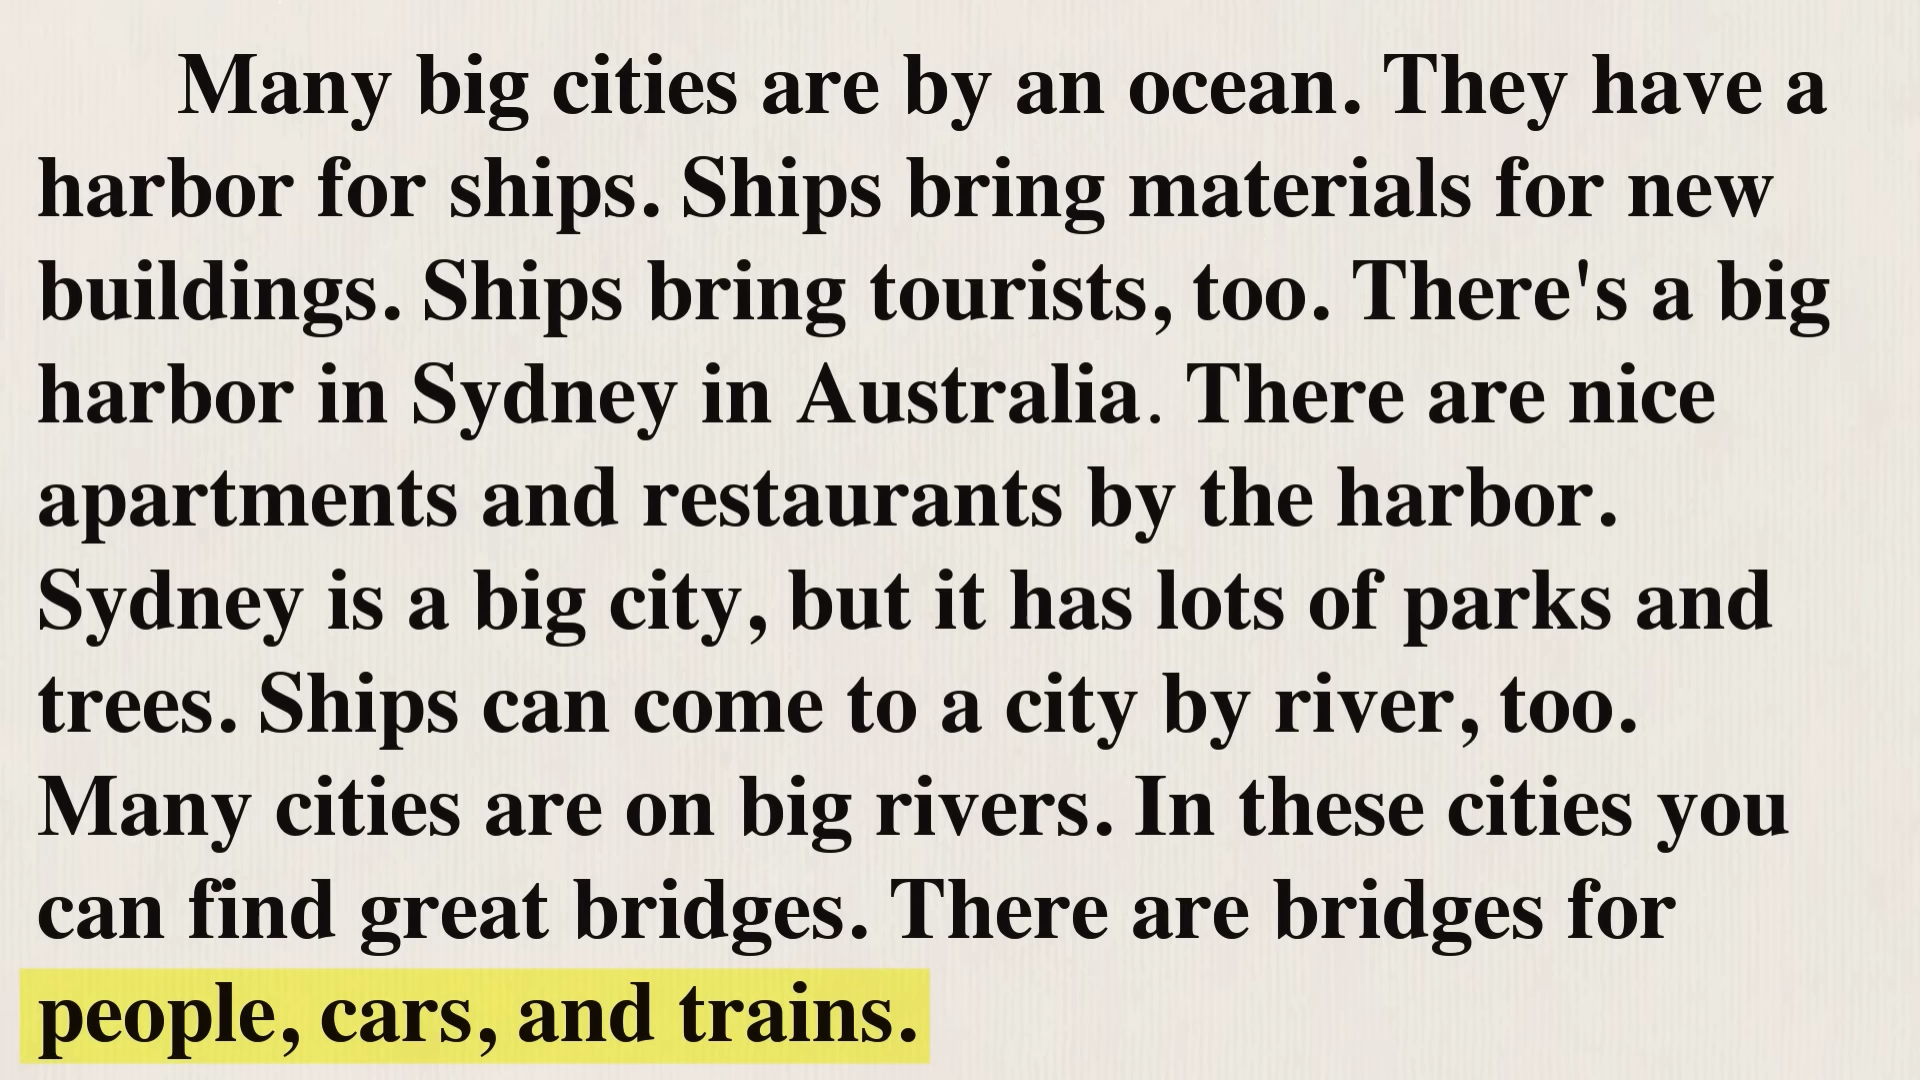 Many big cities are by an ocean. They have a
harbor for ships. Ships bring materials for new
buildings. Ships bring tourists, too. There's a big
harbor in Sydney in Australia. There are nice
apartments and restaurants by the harbor.
Sydney is a big city, but it has lots of parks and
trees. Ships can come to a city by river, too.
Many cities are on big rivers. In these cities you
can find great bridges. There are bridges for
people, cars, and trains.